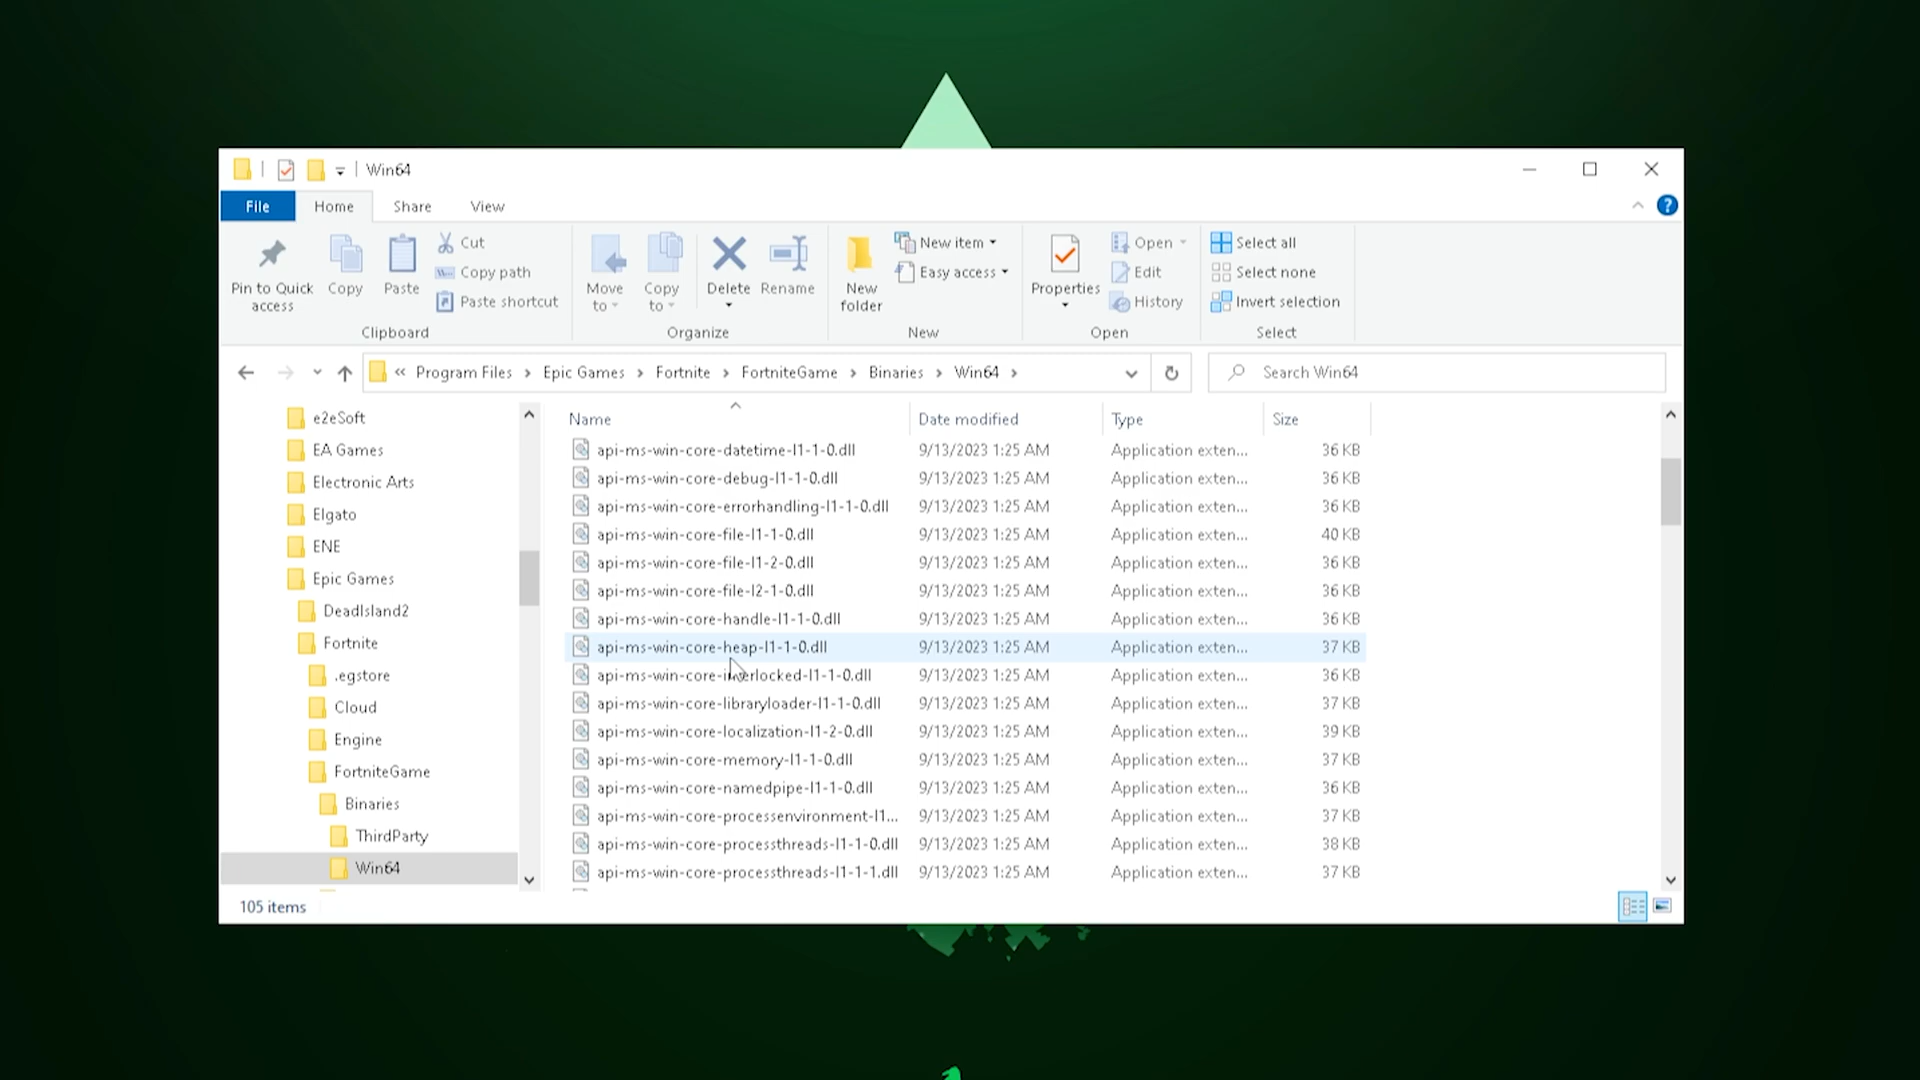 Win64
File Home Share View
Pin to Quick access
Copy
Paste
Cut
Copy path
Paste shortcut
Clipboard
Move to
Copy to
Delete
Rename
Organize
New folder
New item
Easy access
New
Properties
Open
Edit
History
Open
Select all
Select none
Invert selection
Select
« Program Files › Epic Games › Fortnite › FortniteGame › Binaries › Win64 ›
Search Win64
e2eSoft
EA Games
Electronic Arts
Elgato
ENE
Epic Games
DeadIsland2
Fortnite
.egstore
Cloud
Engine
FortniteGame
Binaries
ThirdParty
Win64
Name Date modified Type Size
api-ms-win-core-datetime-l1-1-0.dll 9/13/2023 1:25 AM Application exten... 36 KB
api-ms-win-core-debug-l1-1-0.dll 9/13/2023 1:25 AM Application exten... 36 KB
api-ms-win-core-errorhandling-l1-1-0.dll 9/13/2023 1:25 AM Application exten... 36 KB
api-ms-win-core-file-l1-1-0.dll 9/13/2023 1:25 AM Application exten... 40 KB
api-ms-win-core-file-l1-2-0.dll 9/13/2023 1:25 AM Application exten... 36 KB
api-ms-win-core-file-l2-1-0.dll 9/13/2023 1:25 AM Application exten... 36 KB
api-ms-win-core-handle-l1-1-0.dll 9/13/2023 1:25 AM Application exten... 36 KB
api-ms-win-core-heap-l1-1-0.dll 9/13/2023 1:25 AM Application exten... 37 KB
api-ms-win-core-interlocked-l1-1-0.dll 9/13/2023 1:25 AM Application exten... 36 KB
api-ms-win-core-libraryloader-l1-1-0.dll 9/13/2023 1:25 AM Application exten... 37 KB
api-ms-win-core-localization-l1-2-0.dll 9/13/2023 1:25 AM Application exten... 39 KB
api-ms-win-core-memory-l1-1-0.dll 9/13/2023 1:25 AM Application exten... 37 KB
api-ms-win-core-namedpipe-l1-1-0.dll 9/13/2023 1:25 AM Application exten... 36 KB
api-ms-win-core-processenvironment-l1... 9/13/2023 1:25 AM Application exten... 37 KB
api-ms-win-core-processthreads-l1-1-0.dll 9/13/2023 1:25 AM Application exten... 38 KB
api-ms-win-core-processthreads-l1-1-1.dll 9/13/2023 1:25 AM Application exten... 37 KB
105 items